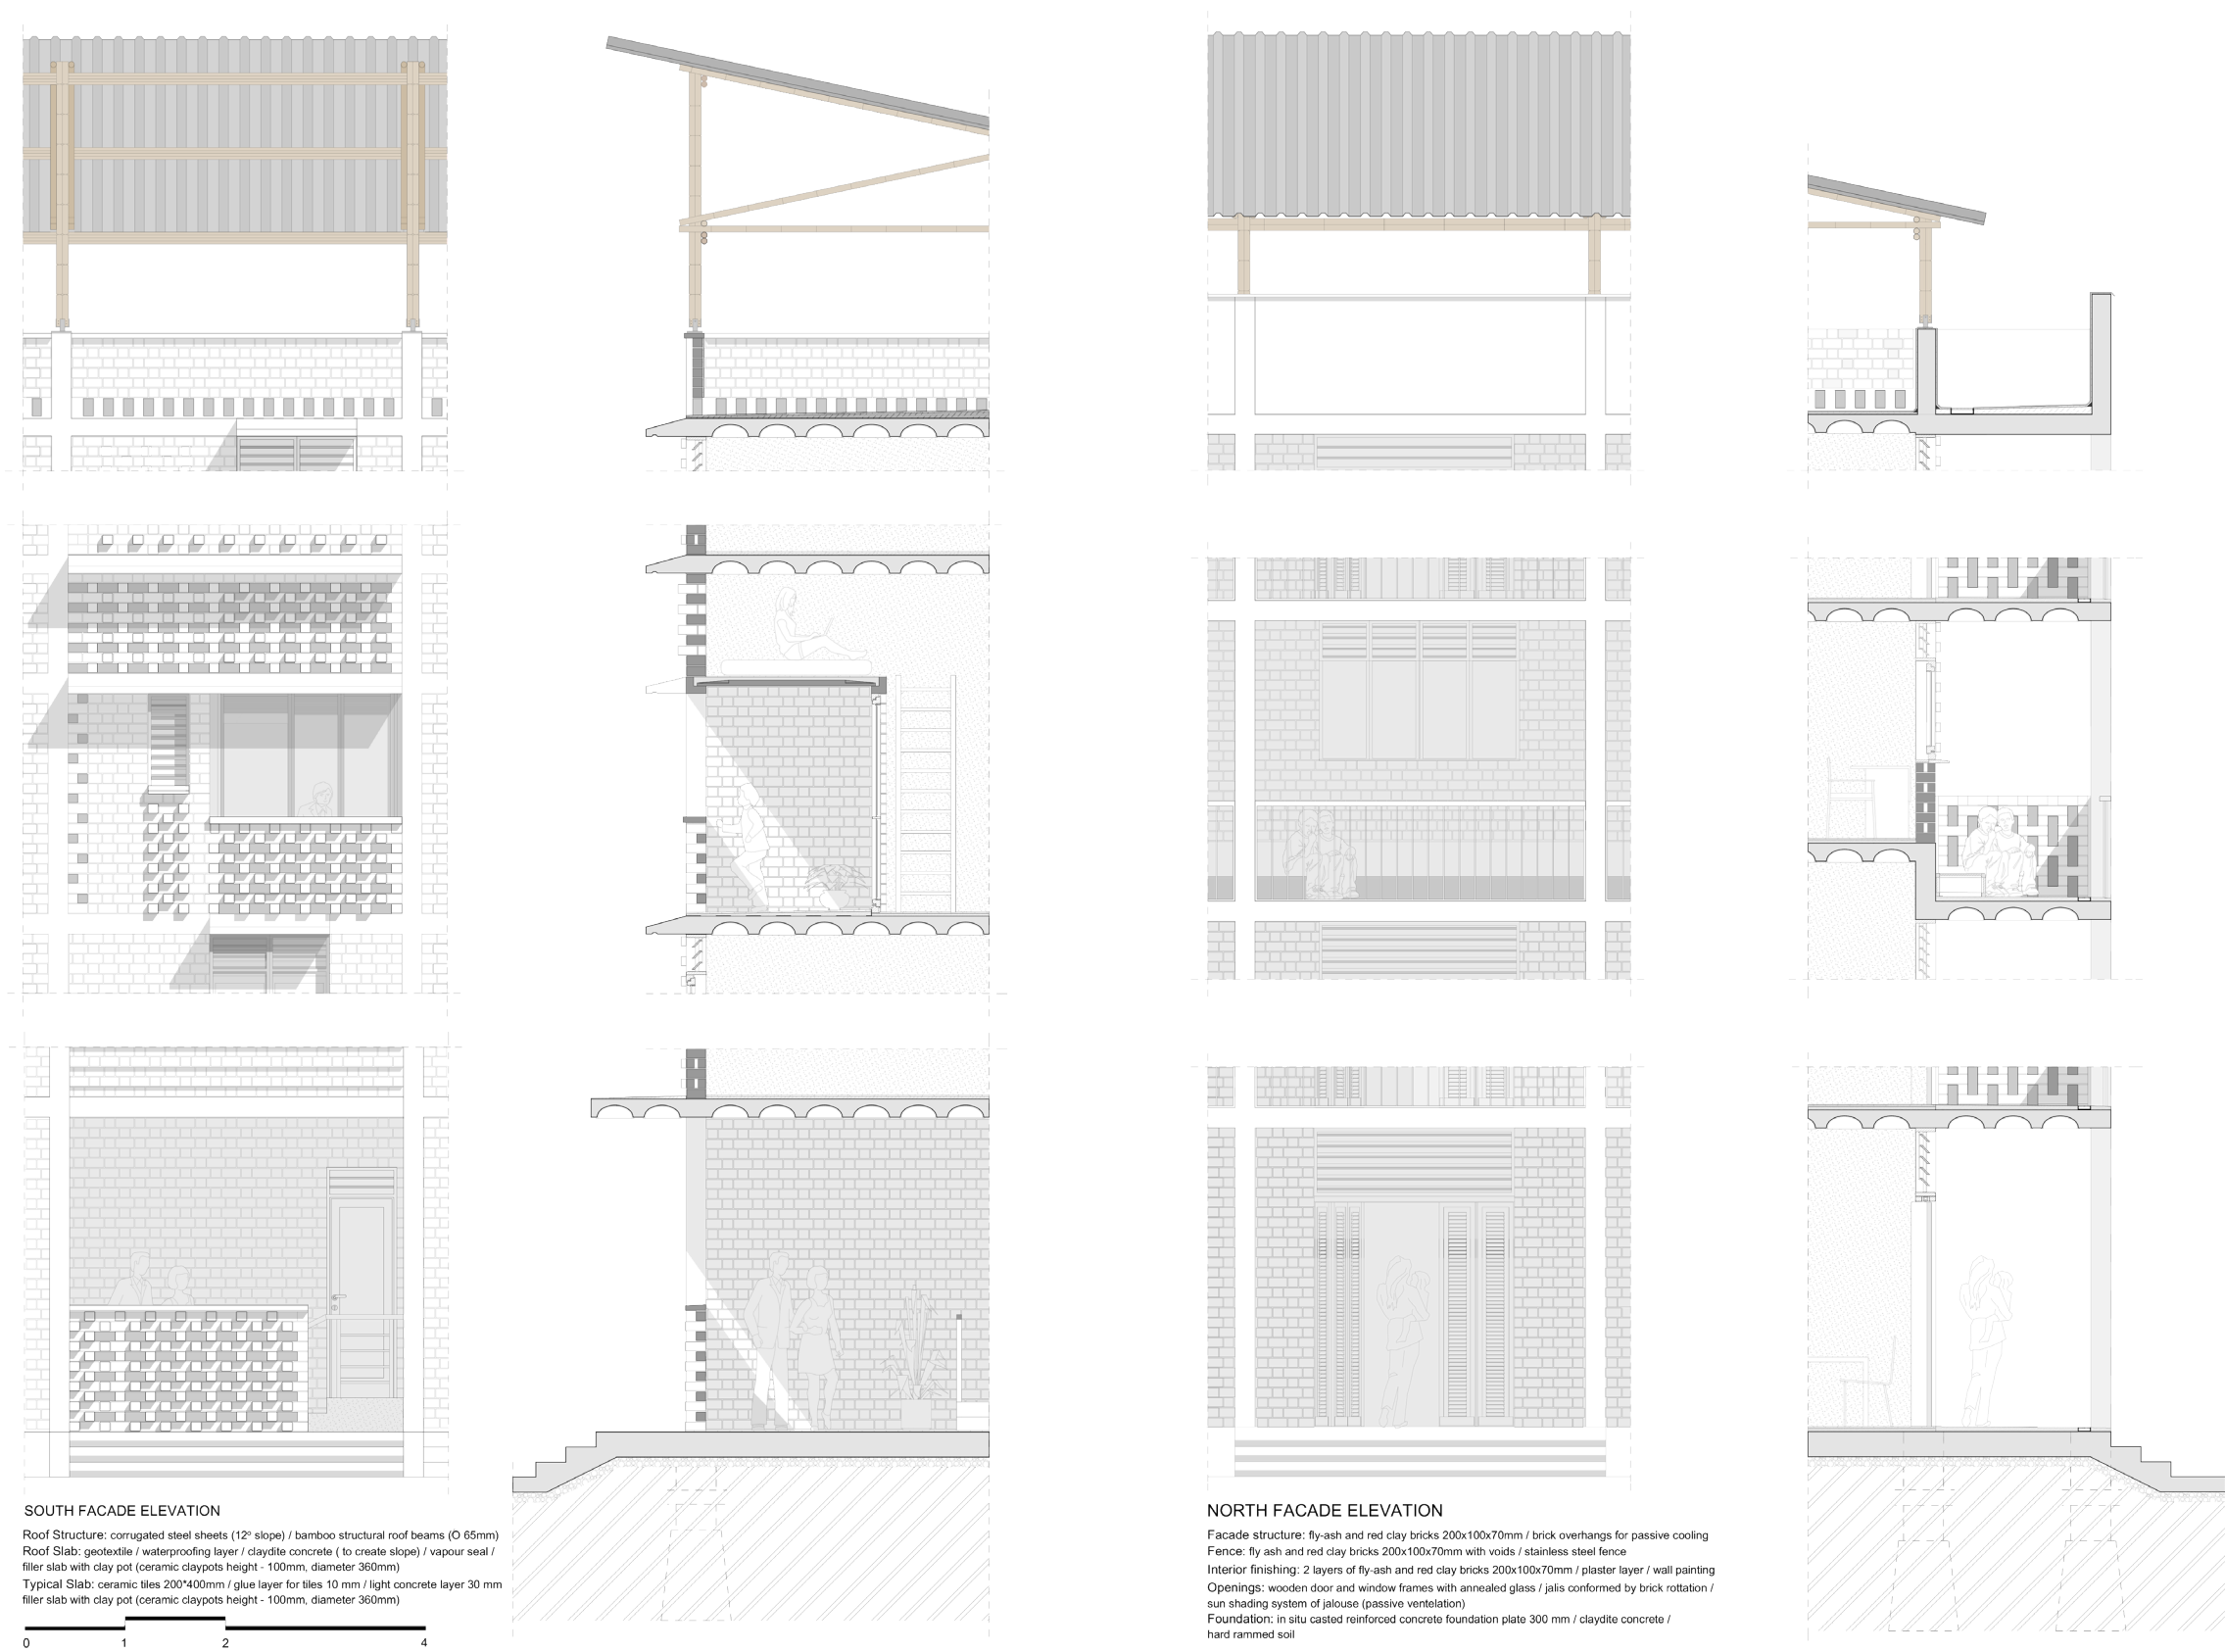 SOUTH FACADE ELEVATION
Roof Structure: corrugated steel sheets (12º slope) / bamboo structural roof beams (O 65mm)
Roof Slab: geotextile / waterproofing layer / claydite concrete ( to create slope) / vapour seal /
filler slab with clay pot (ceramic claypots height - 100mm, diameter 360mm)
Typical Slab: ceramic tiles 200*400mm / glue layer for tiles 10 mm / light concrete layer 30 mm
filler slab with clay pot (ceramic claypots height - 100mm, diameter 360mm)
0 1 2 4
NORTH FACADE ELEVATION
Facade structure: fly-ash and red clay bricks 200x100x70mm / brick overhangs for passive cooling
Fence: fly ash and red clay bricks 200x100x70mm with voids / stainless steel fence
Interior finishing: 2 layers of fly-ash and red clay bricks 200x100x70mm / plaster layer / wall painting
Openings: wooden door and window frames with annealed glass / jalis conformed by brick rottation /
sun shading system of jalouse (passive ventelation)
Foundation: in situ casted reinforced concrete foundation plate 300 mm / claydite concrete /
hard rammed soil